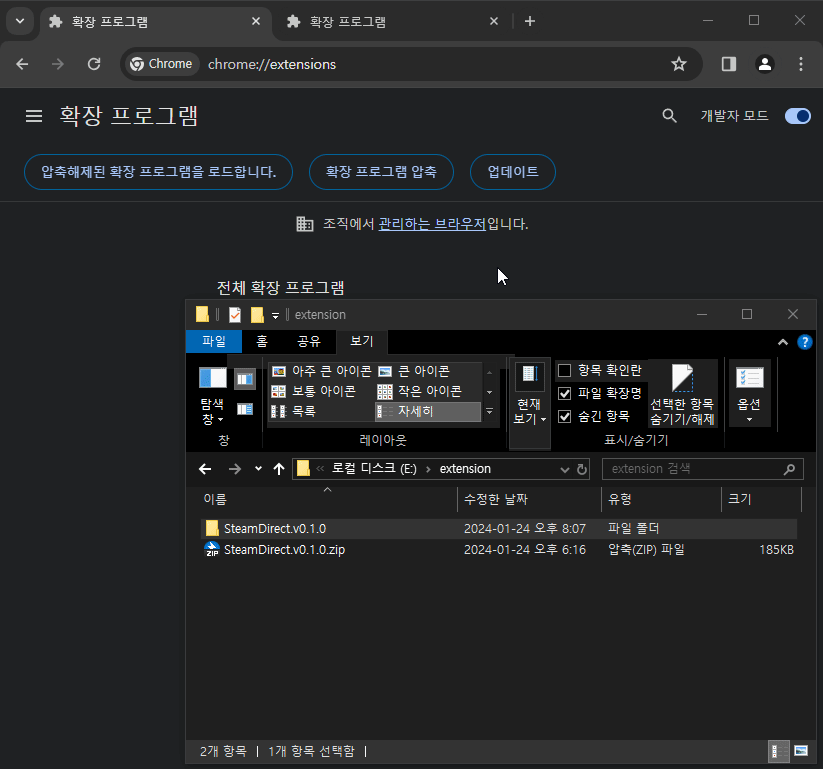 확장 프로그램
확장 프로그램
Chrome chrome://extensions
확장 프로그램
개발자 모드
압축해제된 확장 프로그램을 로드합니다.
확장 프로그램 압축
업데이트
조직에서 관리하는 브라우저입니다.
전체 확장 프로그램
extension
파일 홈 공유 보기
탐색
창
아주 큰 아이콘 큰 아이콘
보통 아이콘 작은 아이콘
목록 자세히
현재
보기
항목 확인란
파일 확장명
숨긴 항목
선택한 항목
숨기기/해제
옵션
창 레이아웃 표시/숨기기
로컬 디스크 (E:) extension
extension 검색
이름 수정한 날짜 유형 크기
SteamDirect.v0.1.0 2024-01-24 오후 8:07 파일 폴더
ZIP SteamDirect.v0.1.0.zip 2024-01-24 오후 6:16 압축(ZIP) 파일 185KB
2개 항목 1개 항목 선택함